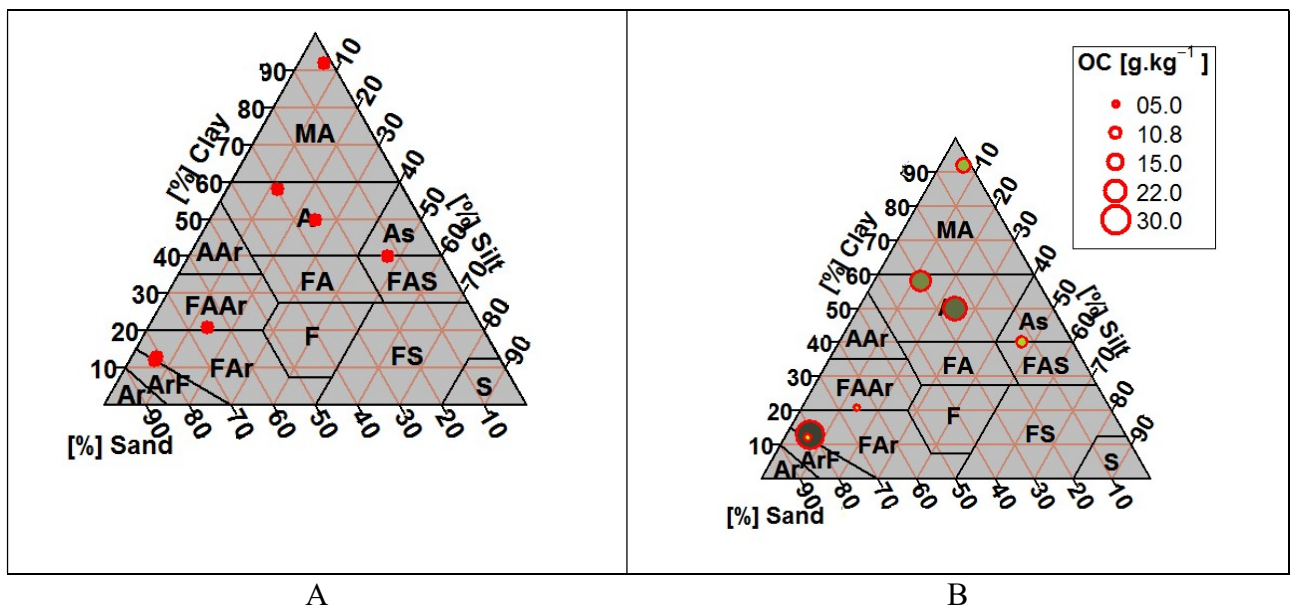 10
20
30
40
50
60
70
80
90
[%] Silt
90
80
70
60
50
40
30
20
10
[%] Clay
MA
A
As
AAr
FA
FAS
FAAr
F
FS
FAr
ArF
Ar
S
90
80
70
60
50
40
30
20
10
[%] Sand
A
OC [g.kg⁻¹ ]
05.0
10.8
15.0
22.0
30.0
10
20
30
40
50
60
70
80
90
[%] Silt
90
80
70
60
50
40
30
20
10
[%] Clay
MA
As
AAr
FA
FAS
FAAr
F
FS
FAr
ArF
Ar
S
90
80
70
60
50
40
30
20
10
[%] Sand
B